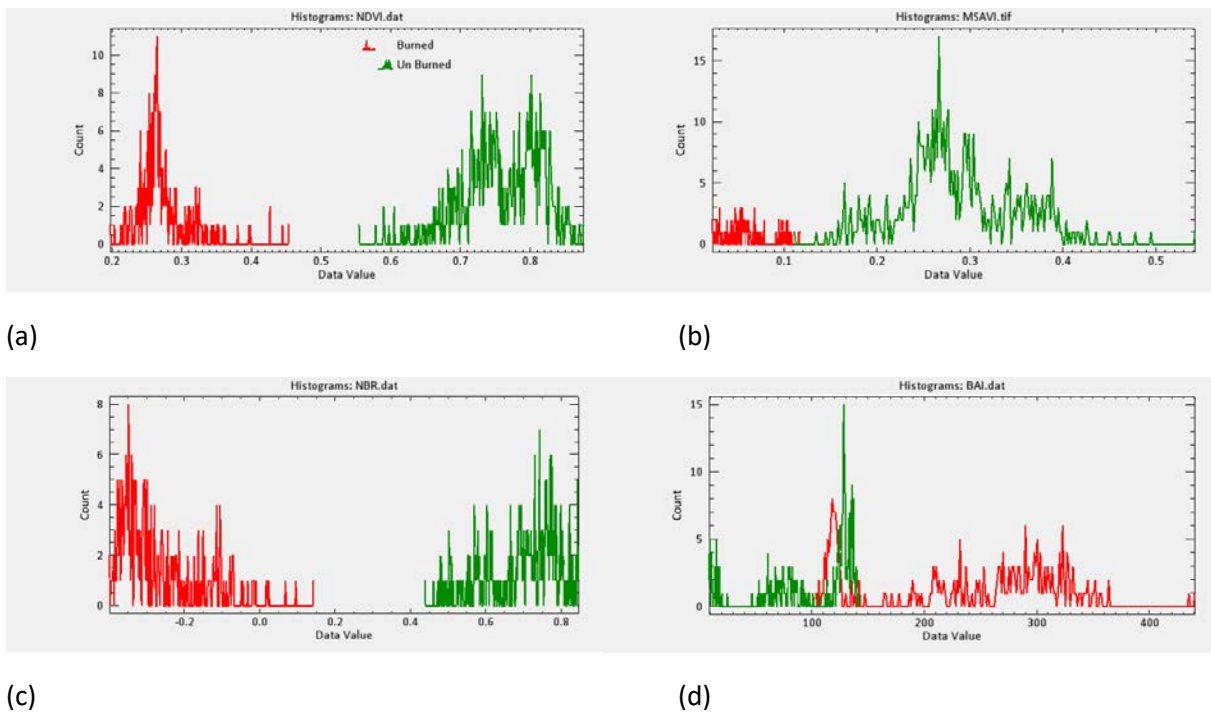 Histograms: NDVI.dat
Burned
Un Burned
10
8
6
4
2
0
Count
0.2 0.3 0.4 0.5 0.6 0.7 0.8
Data Value
(a)
Histograms: MSAVI.tif
15
10
5
0
Count
0.1 0.2 0.3 0.4 0.5
Data Value
(b)
Histograms: NBR.dat
8
6
4
2
0
Count
-0.2 0.0 0.2 0.4 0.6 0.8
Data Value
(c)
Histograms: BAI.dat
15
10
5
0
Count
100 200 300 400
Data Value
(d)